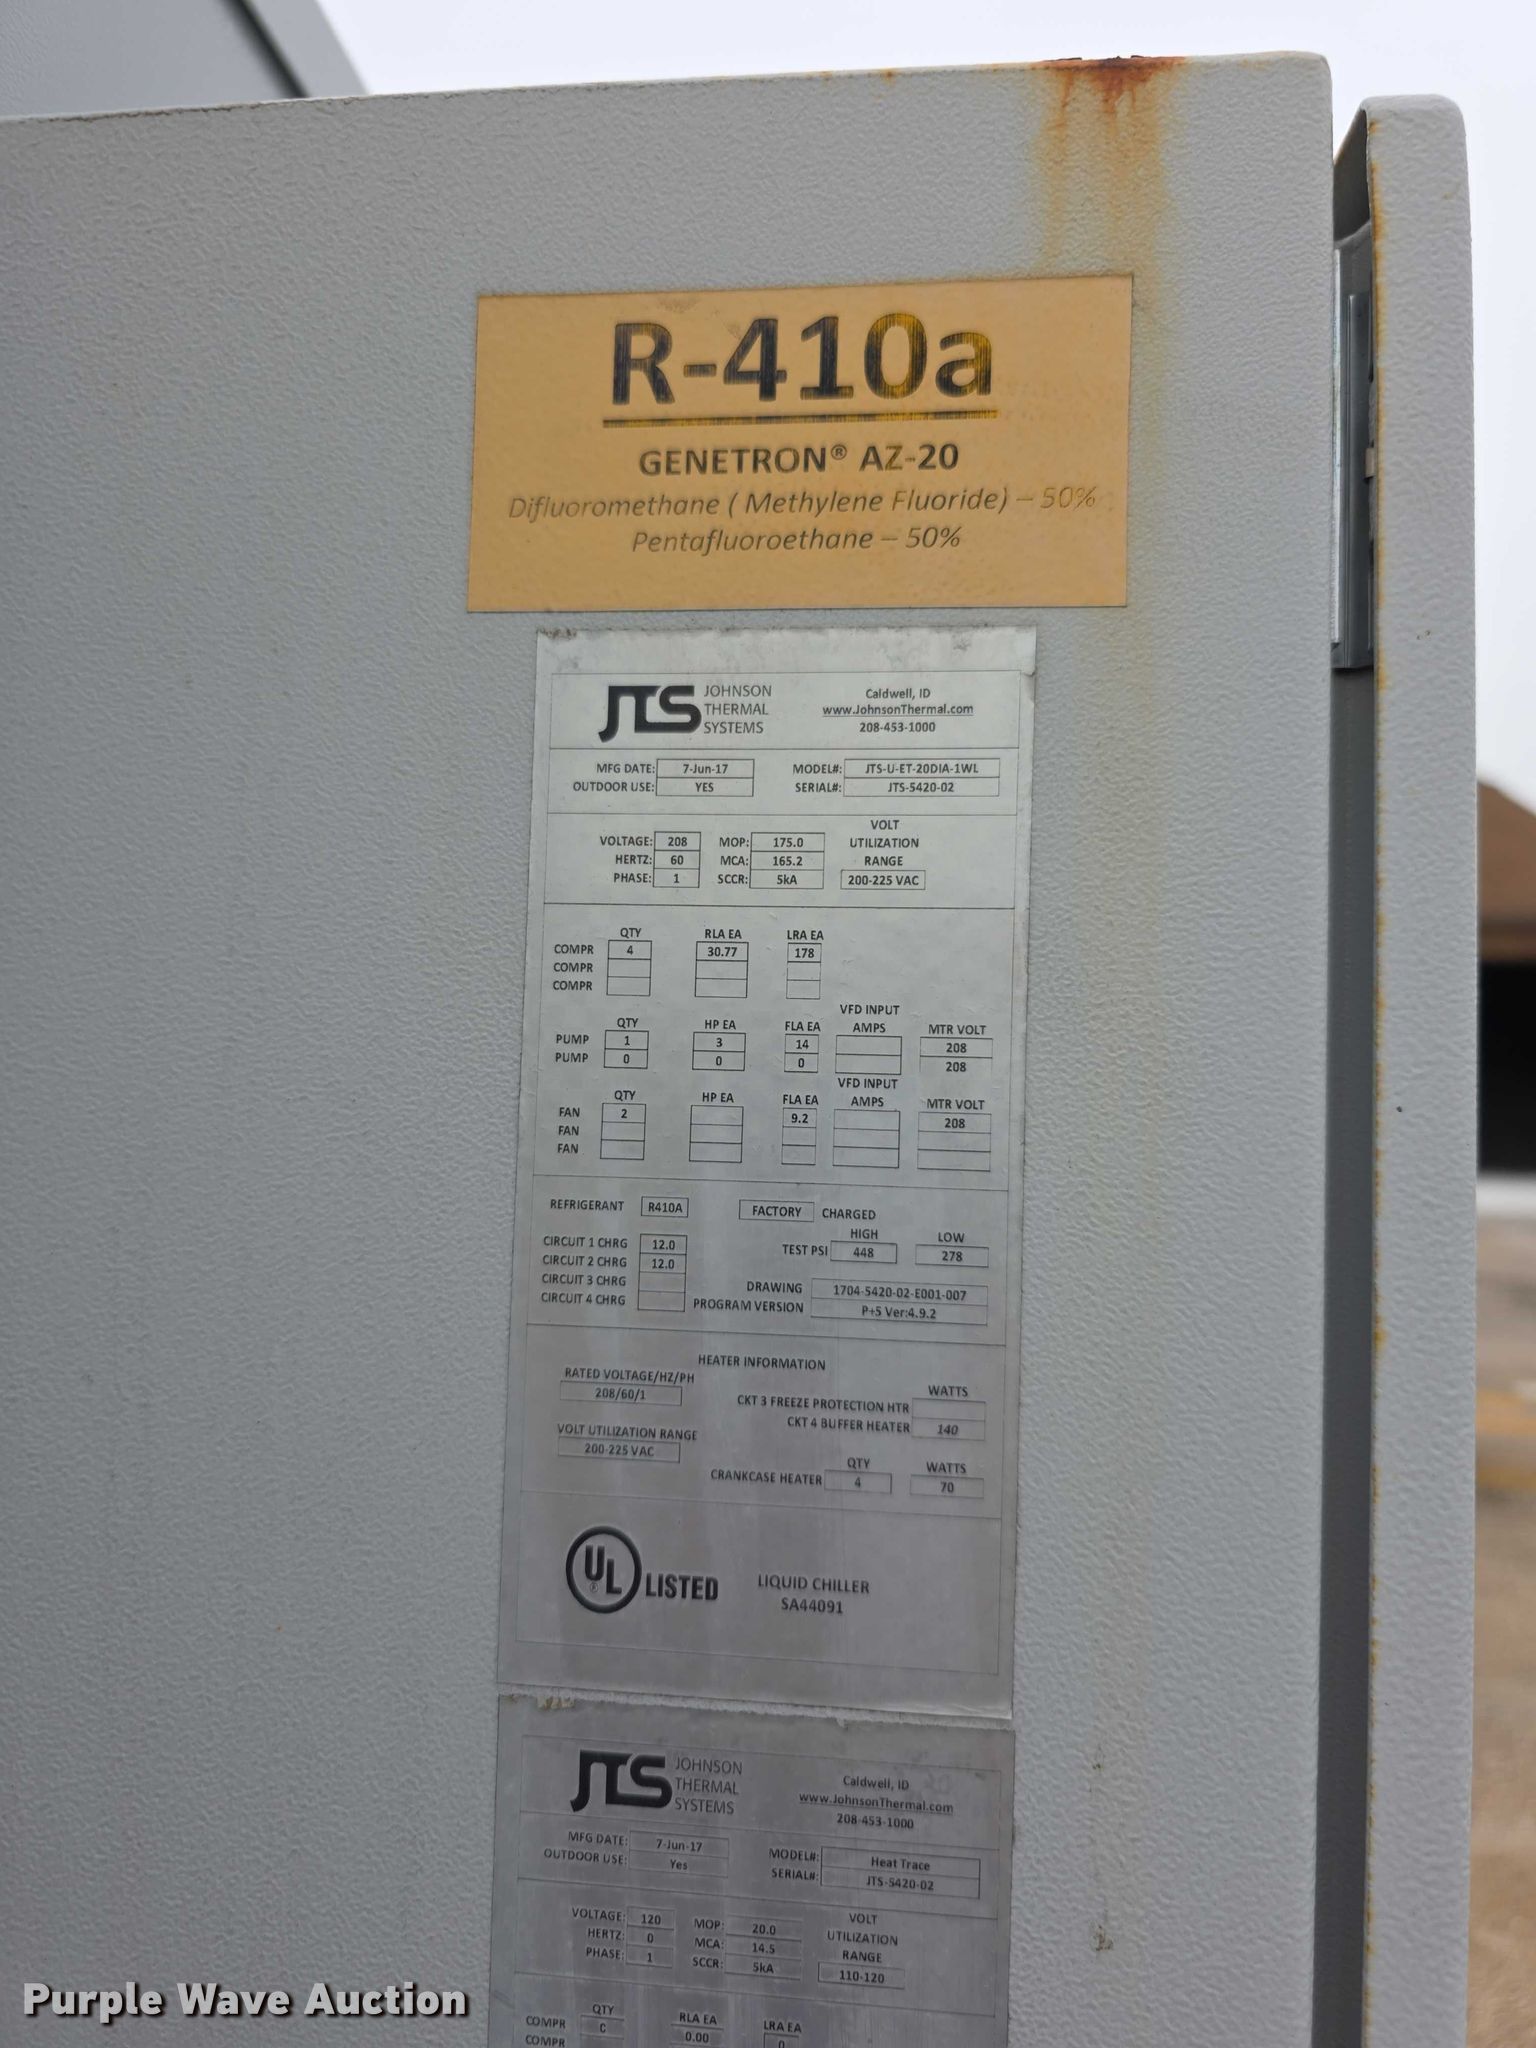 R-410a
GENETRON® AZ-20
Difluoromethane ( Methylene Fluoride) – 50%
Pentafluoroethane – 50%
JTS JOHNSON THERMAL SYSTEMS
Caldwell, ID
www.JohnsonThermal.com
208-453-1000
MFG DATE: 7-Jun-17 MODEL#: JTS-U-ET-20DIA-1WL
OUTDOOR USE: YES SERIAL#: JTS-5420-02
VOLT
VOLTAGE: 208 MOP: 175.0 UTILIZATION
HERTZ: 60 MCA: 165.2 RANGE
PHASE: 1 SCCR: 5kA 200-225 VAC
QTY RLA EA LRA EA
COMPR 4 30.77 178
COMPR
COMPR
VFD INPUT
QTY HP EA FLA EA AMPS MTR VOLT
PUMP 1 3 14 208
PUMP 0 0 0 208
VFD INPUT
QTY HP EA FLA EA AMPS MTR VOLT
FAN 2 9.2 208
FAN
FAN
REFRIGERANT R410A FACTORY CHARGED
HIGH LOW
CIRCUIT 1 CHRG 12.0 TEST PSI 448 278
CIRCUIT 2 CHRG 12.0
CIRCUIT 3 CHRG DRAWING 1704-5420-02-E001-007
CIRCUIT 4 CHRG PROGRAM VERSION P+5 Ver:4.9.2
HEATER INFORMATION
RATED VOLTAGE/HZ/PH WATTS
208/60/1 CKT 3 FREEZE PROTECTION HTR
CKT 4 BUFFER HEATER 140
VOLT UTILIZATION RANGE
200-225 VAC
QTY WATTS
CRANKCASE HEATER 4 70
UL® LISTED
LIQUID CHILLER
SA44091
JTS JOHNSON THERMAL SYSTEMS
Caldwell, ID
www.JohnsonThermal.com
208-453-1000
MFG DATE: 7-Jun-17 MODEL#: Heat Trace
OUTDOOR USE: Yes SERIAL#: JTS-5420-02
VOLT
VOLTAGE: 120 MOP: 20.0 UTILIZATION
HERTZ: 0 MCA: 14.5 RANGE
PHASE: 1 SCCR: 5kA 110-120
QTY RLA EA LRA EA
COMPR C 0.00 0
COMPR
Purple Wave Auction